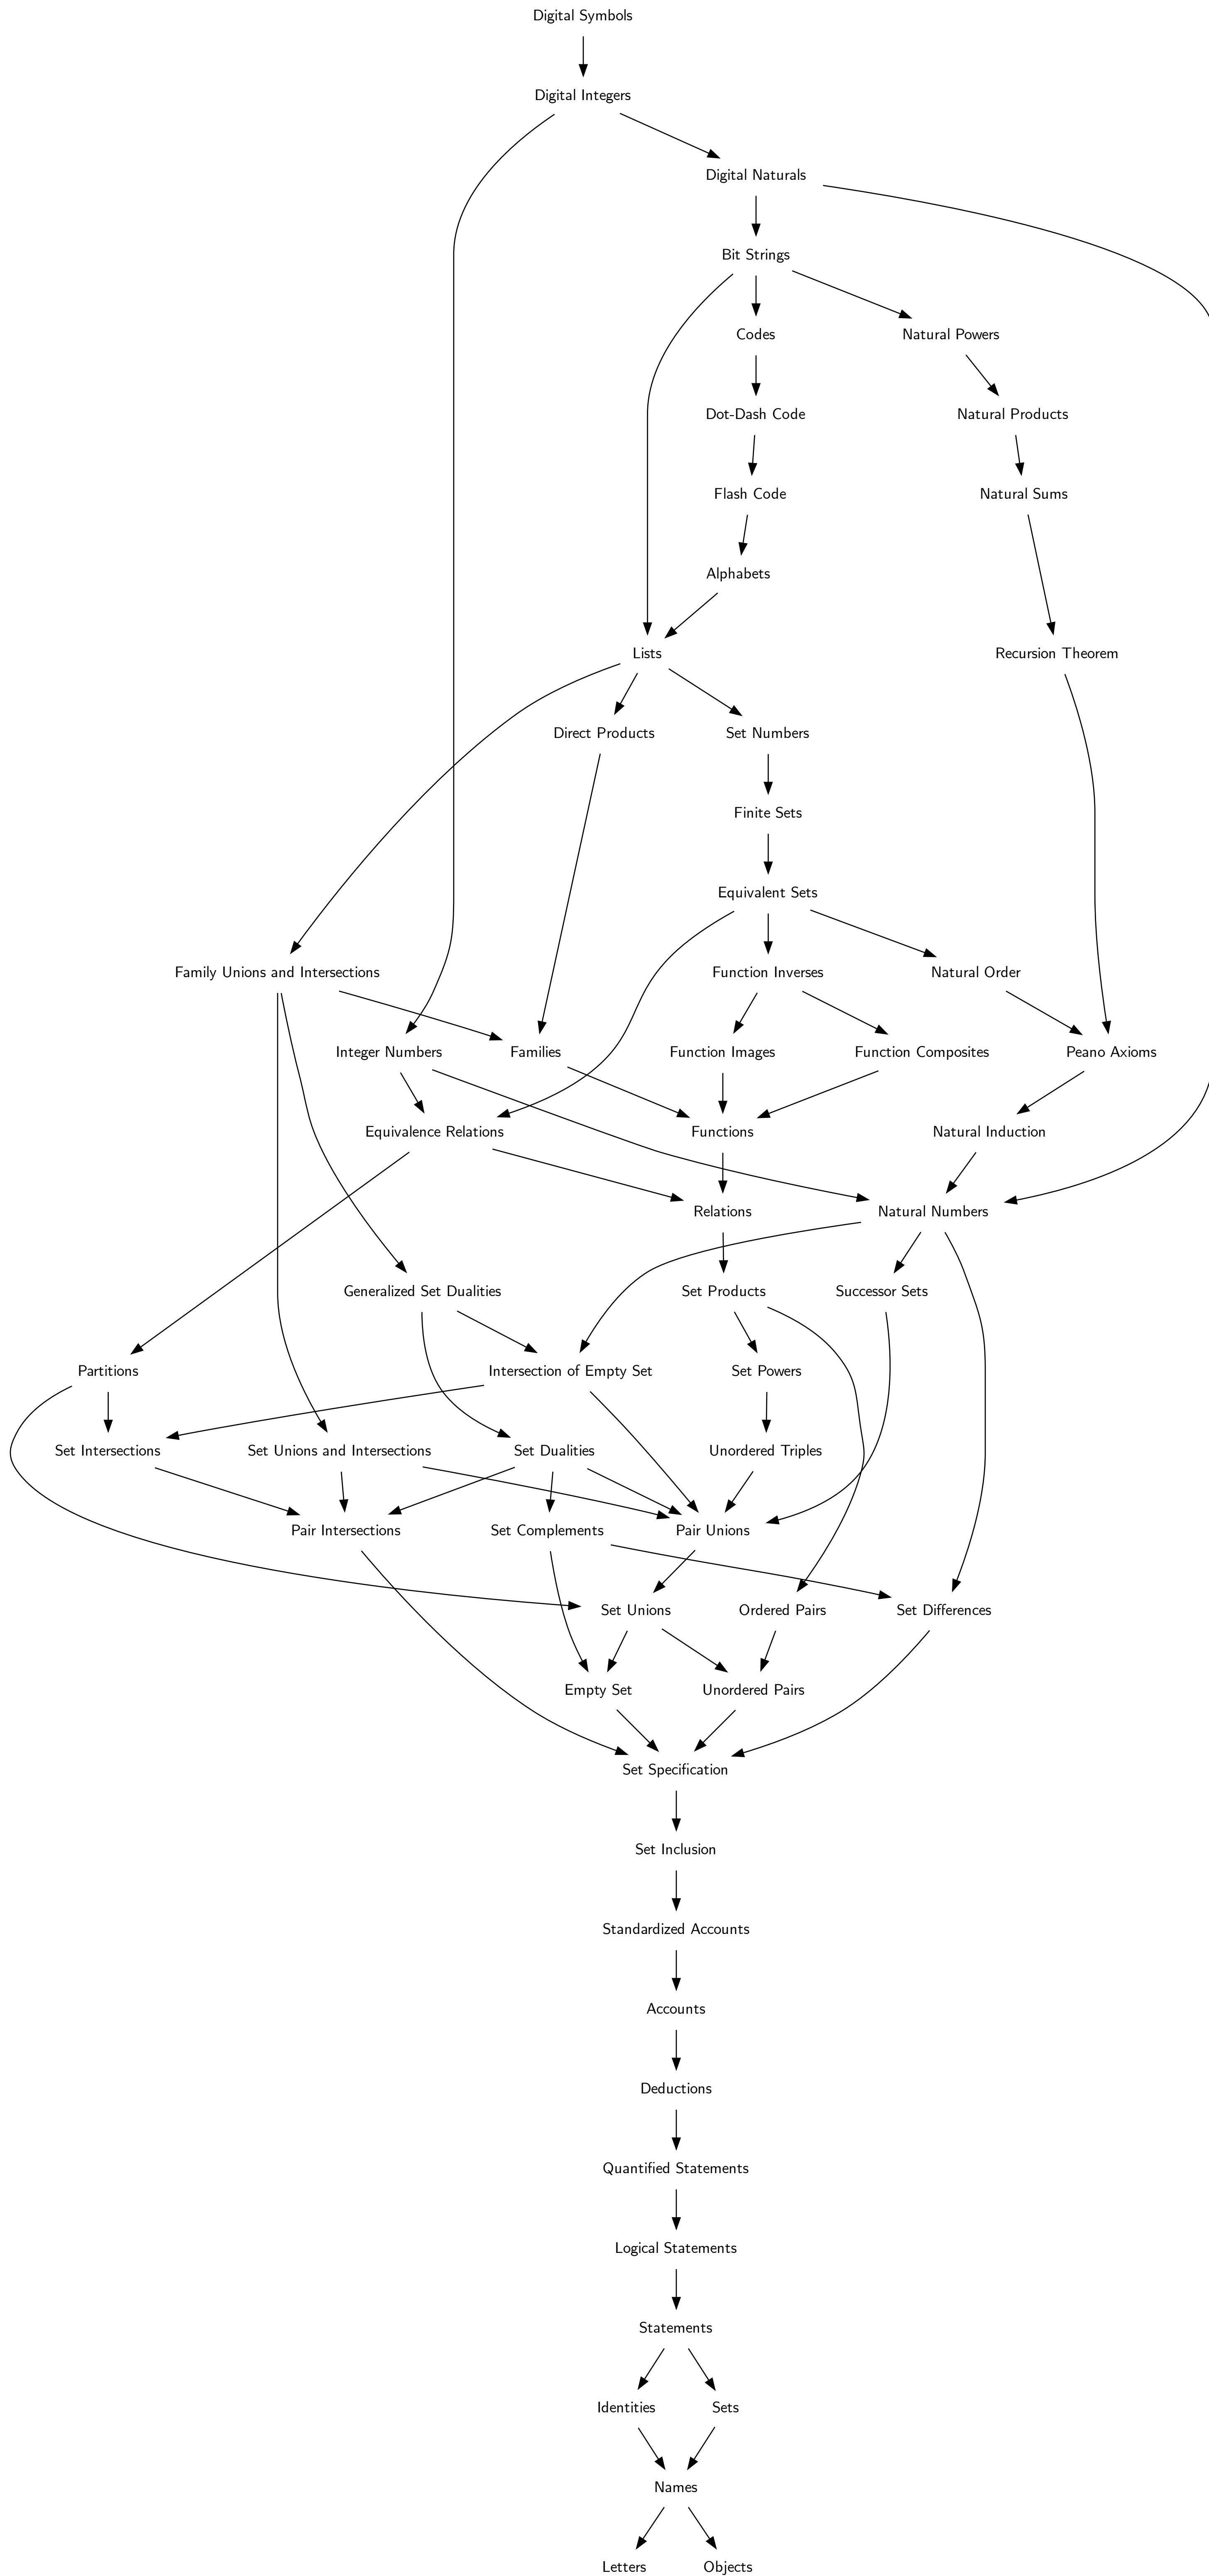 Digital Symbols
Digital Integers
Digital Naturals
Bit Strings
Codes
Natural Powers
Dot-Dash Code
Natural Products
Flash Code
Natural Sums
Alphabets
Lists
Recursion Theorem
Direct Products
Set Numbers
Finite Sets
Equivalent Sets
Family Unions and Intersections
Function Inverses
Natural Order
Integer Numbers
Families
Function Images
Function Composites
Peano Axioms
Equivalence Relations
Functions
Natural Induction
Relations
Natural Numbers
Generalized Set Dualities
Set Products
Successor Sets
Partitions
Intersection of Empty Set
Set Powers
Set Intersections
Set Unions and Intersections
Set Dualities
Unordered Triples
Pair Intersections
Set Complements
Pair Unions
Set Unions
Ordered Pairs
Set Differences
Empty Set
Unordered Pairs
Set Specification
Set Inclusion
Standardized Accounts
Accounts
Deductions
Quantified Statements
Logical Statements
Statements
Identities
Sets
Names
Letters
Objects